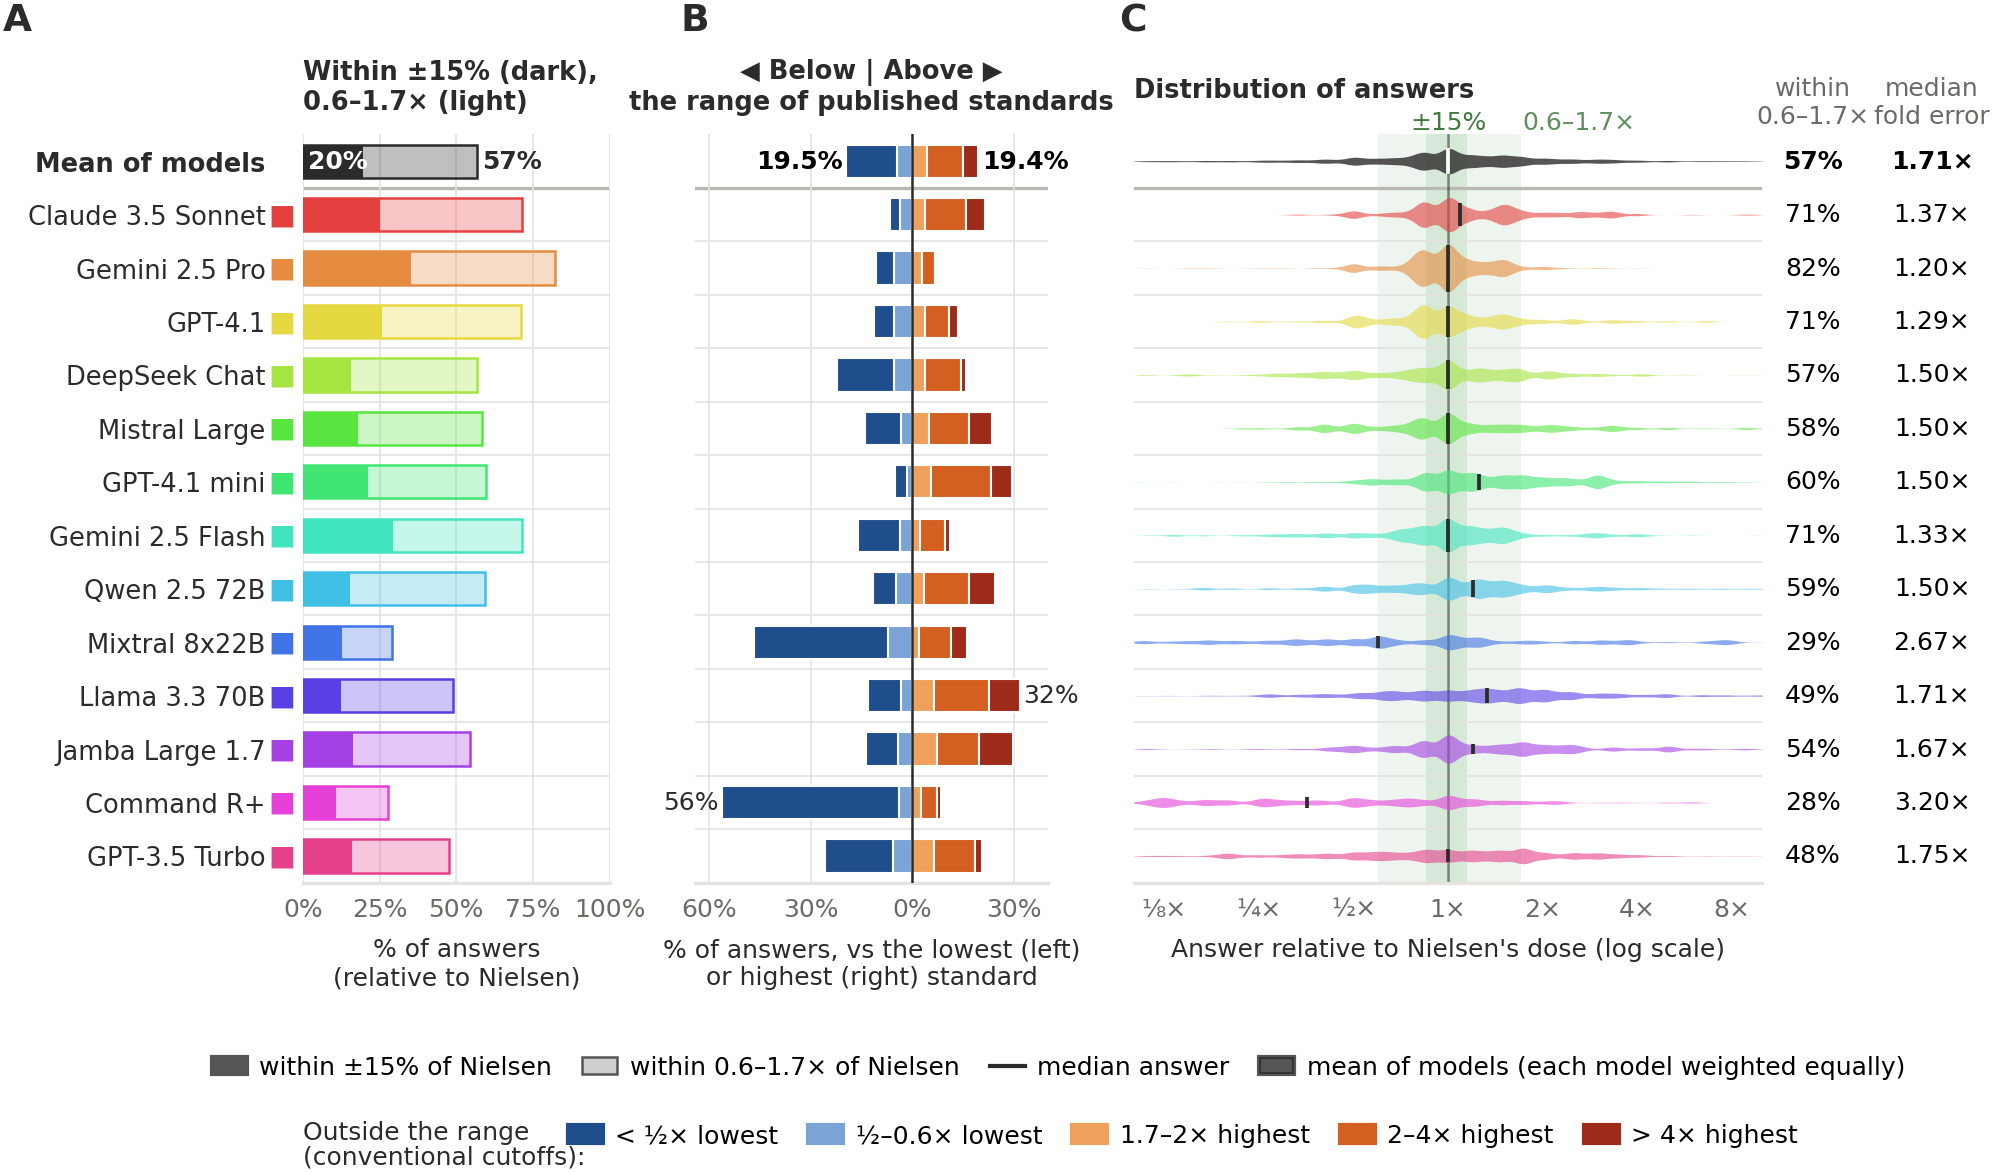 A
B
C
Within ±15% (dark),
0.6–1.7× (light)
◀ Below | Above ▶
the range of published standards
Distribution of answers
±15%
0.6–1.7×
within
0.6–1.7×
median
fold error
Mean of models
20%
57%
19.5%
19.4%
57%
1.71×
Claude 3.5 Sonnet
71%
1.37×
Gemini 2.5 Pro
82%
1.20×
GPT-4.1
71%
1.29×
DeepSeek Chat
57%
1.50×
Mistral Large
58%
1.50×
GPT-4.1 mini
60%
1.50×
Gemini 2.5 Flash
71%
1.33×
Qwen 2.5 72B
59%
1.50×
Mixtral 8x22B
29%
2.67×
Llama 3.3 70B
32%
49%
1.71×
Jamba Large 1.7
54%
1.67×
Command R+
56%
28%
3.20×
GPT-3.5 Turbo
48%
1.75×
0% 25% 50% 75% 100%
60% 30% 0% 30%
⅛× ¼× ½× 1× 2× 4× 8×
% of answers
(relative to Nielsen)
% of answers, vs the lowest (left)
or highest (right) standard
Answer relative to Nielsen's dose (log scale)
within ±15% of Nielsen
within 0.6–1.7× of Nielsen
median answer
mean of models (each model weighted equally)
Outside the range
(conventional cutoffs):
< ½× lowest
½–0.6× lowest
1.7–2× highest
2–4× highest
> 4× highest